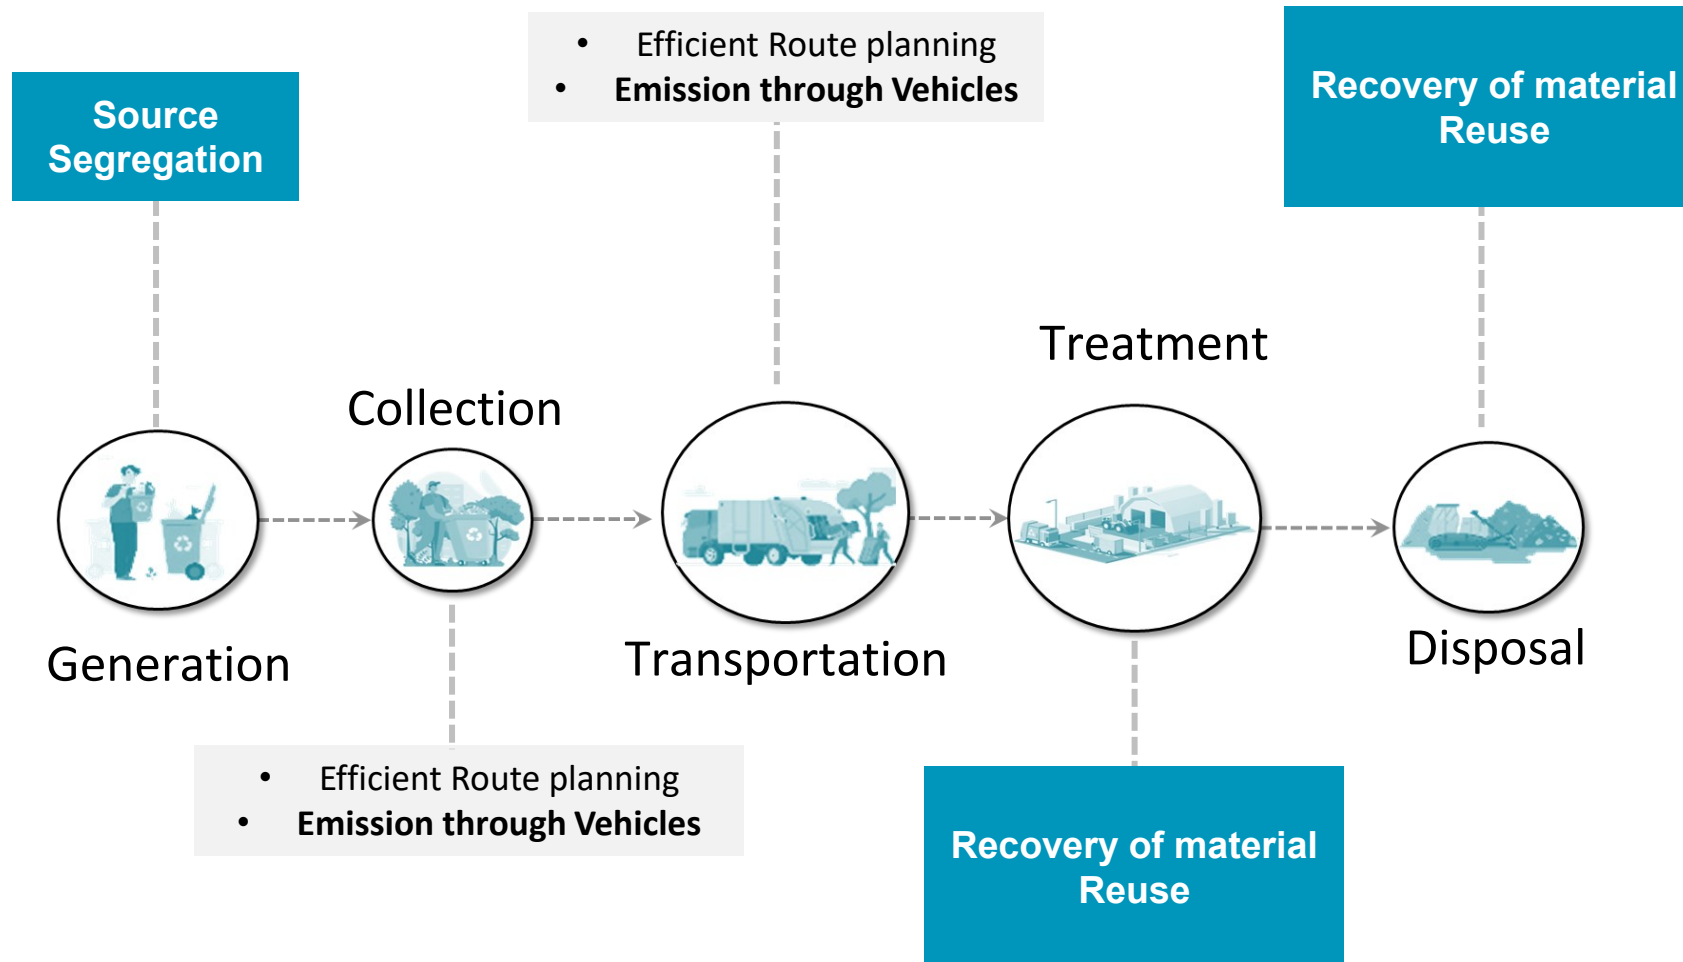 • Efficient Route planning
• Emission through Vehicles
Recovery of material
Reuse
Source
Segregation
Treatment
Collection
Generation
Transportation
Disposal
• Efficient Route planning
• Emission through Vehicles
Recovery of material
Reuse